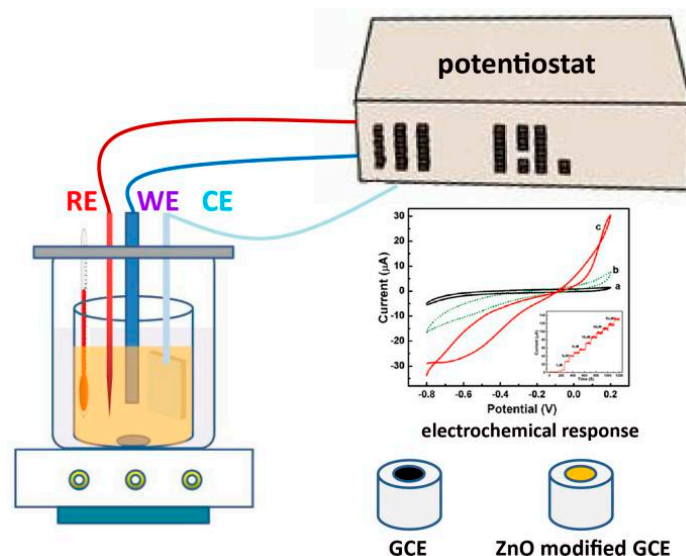 potentiostat
RE WE CE
30
20
10
0
-10
-20
-30
Current (µA)
c
b
a
-0.8 -0.6 -0.4 -0.2 0.0 0.2
Potential (V)
electrochemical response
GCE
ZnO modified GCE